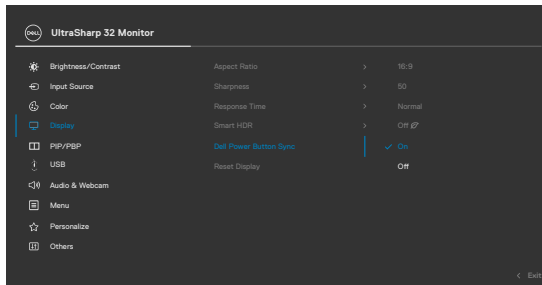 DELL UltraSharp 32 Monitor
Brightness/Contrast Aspect Ratio > 16:9
Input Source Sharpness > 50
Color Response Time > Normal
Display Smart HDR > Off
PIP/PBP Dell Power Button Sync ✓ On
USB Reset Display Off
Audio & Webcam
Menu
Personalize
Others
< Exit